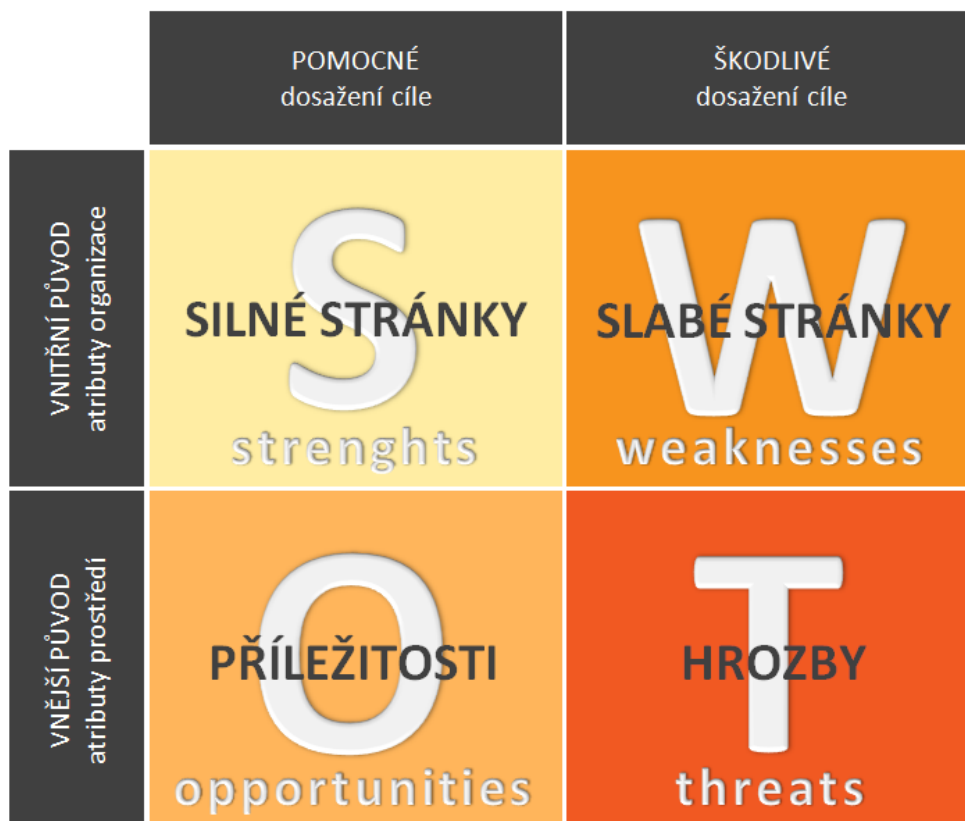 POMOCNÉ
dosažení cíle
ŠKODLIVÉ
dosažení cíle
VNITŘNÍ PŮVOD
atributy organizace
S
SILNÉ STRÁNKY
strenghts
W
SLABÉ STRÁNKY
weaknesses
VNĚJŠÍ PŮVOD
atributy prostředí
O
PŘÍLEŽITOSTI
opportunities
T
HROZBY
threats